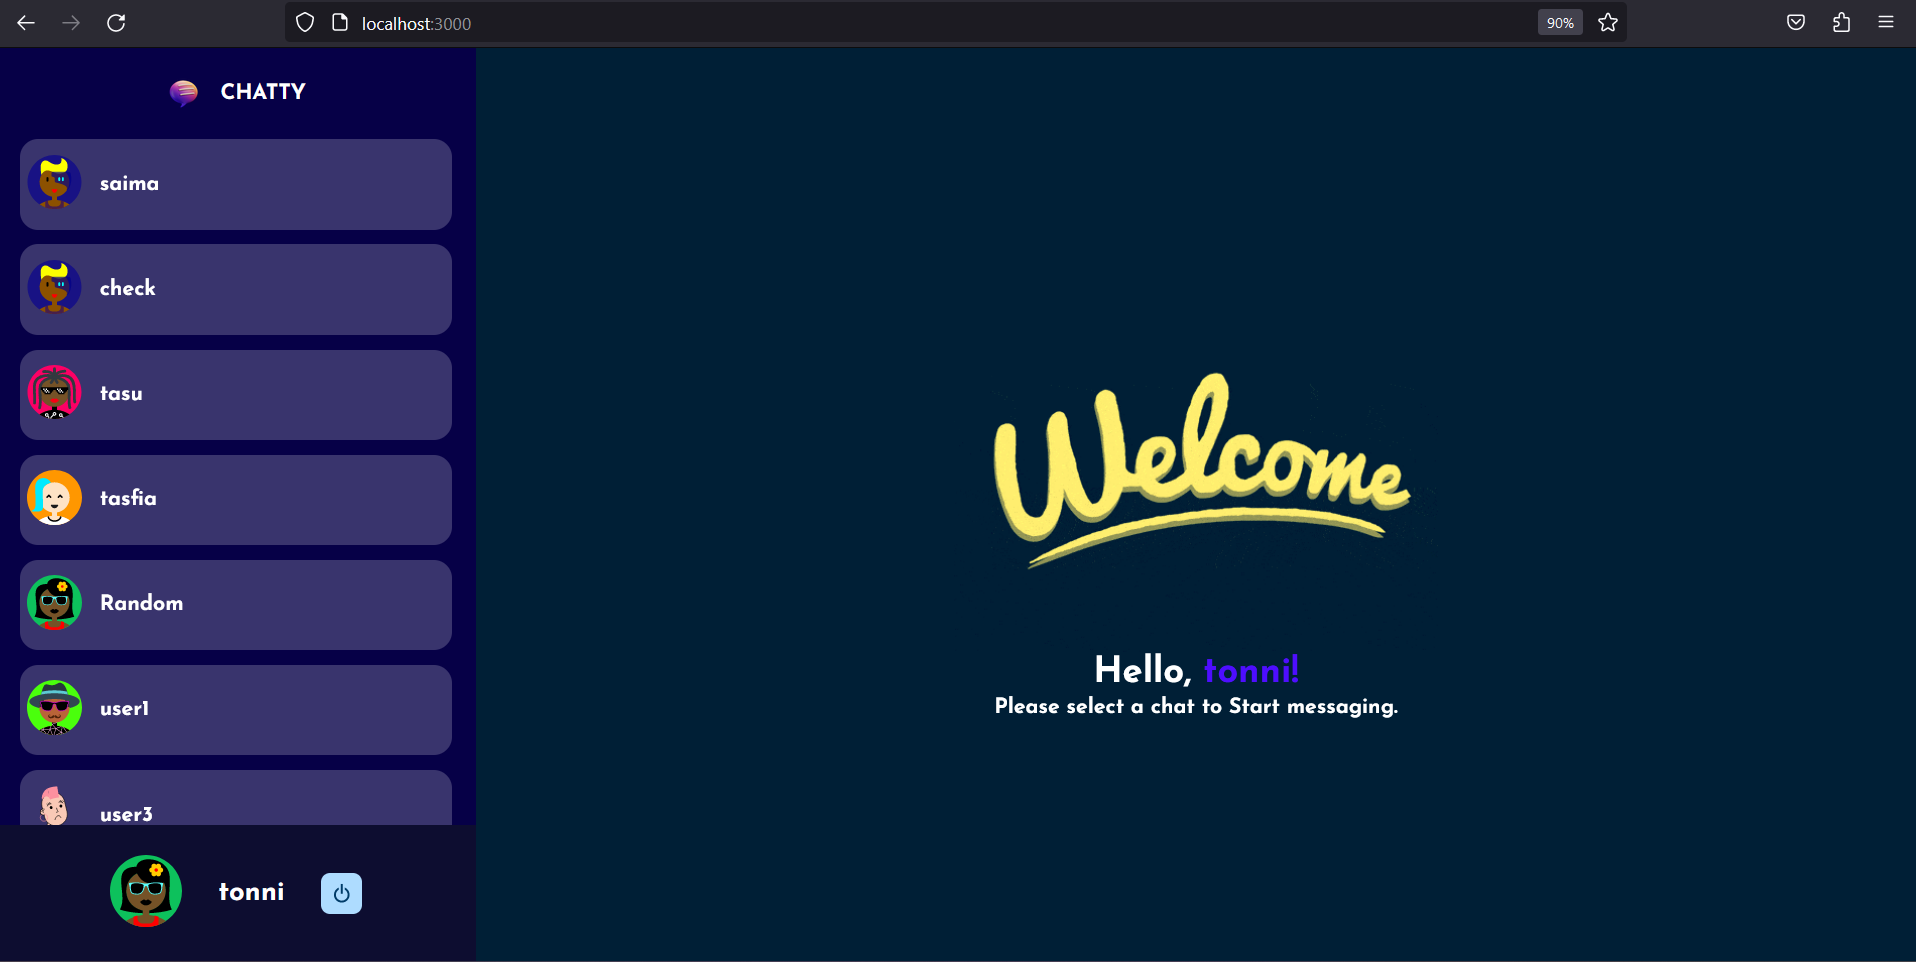 localhost:3000
90%
CHATTY
saima
check
tasu
tasfia
Random
user1
user3
tonni
Welcome
Hello, tonni!
Please select a chat to Start messaging.